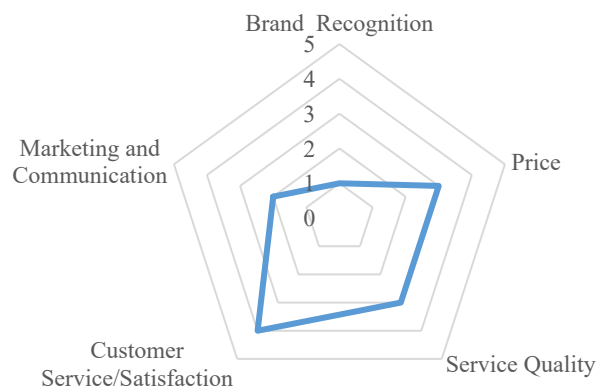 Brand  Recognition
5
4
3
2
1
0
Marketing and
Communication
Price
Customer
Service/Satisfaction
Service Quality